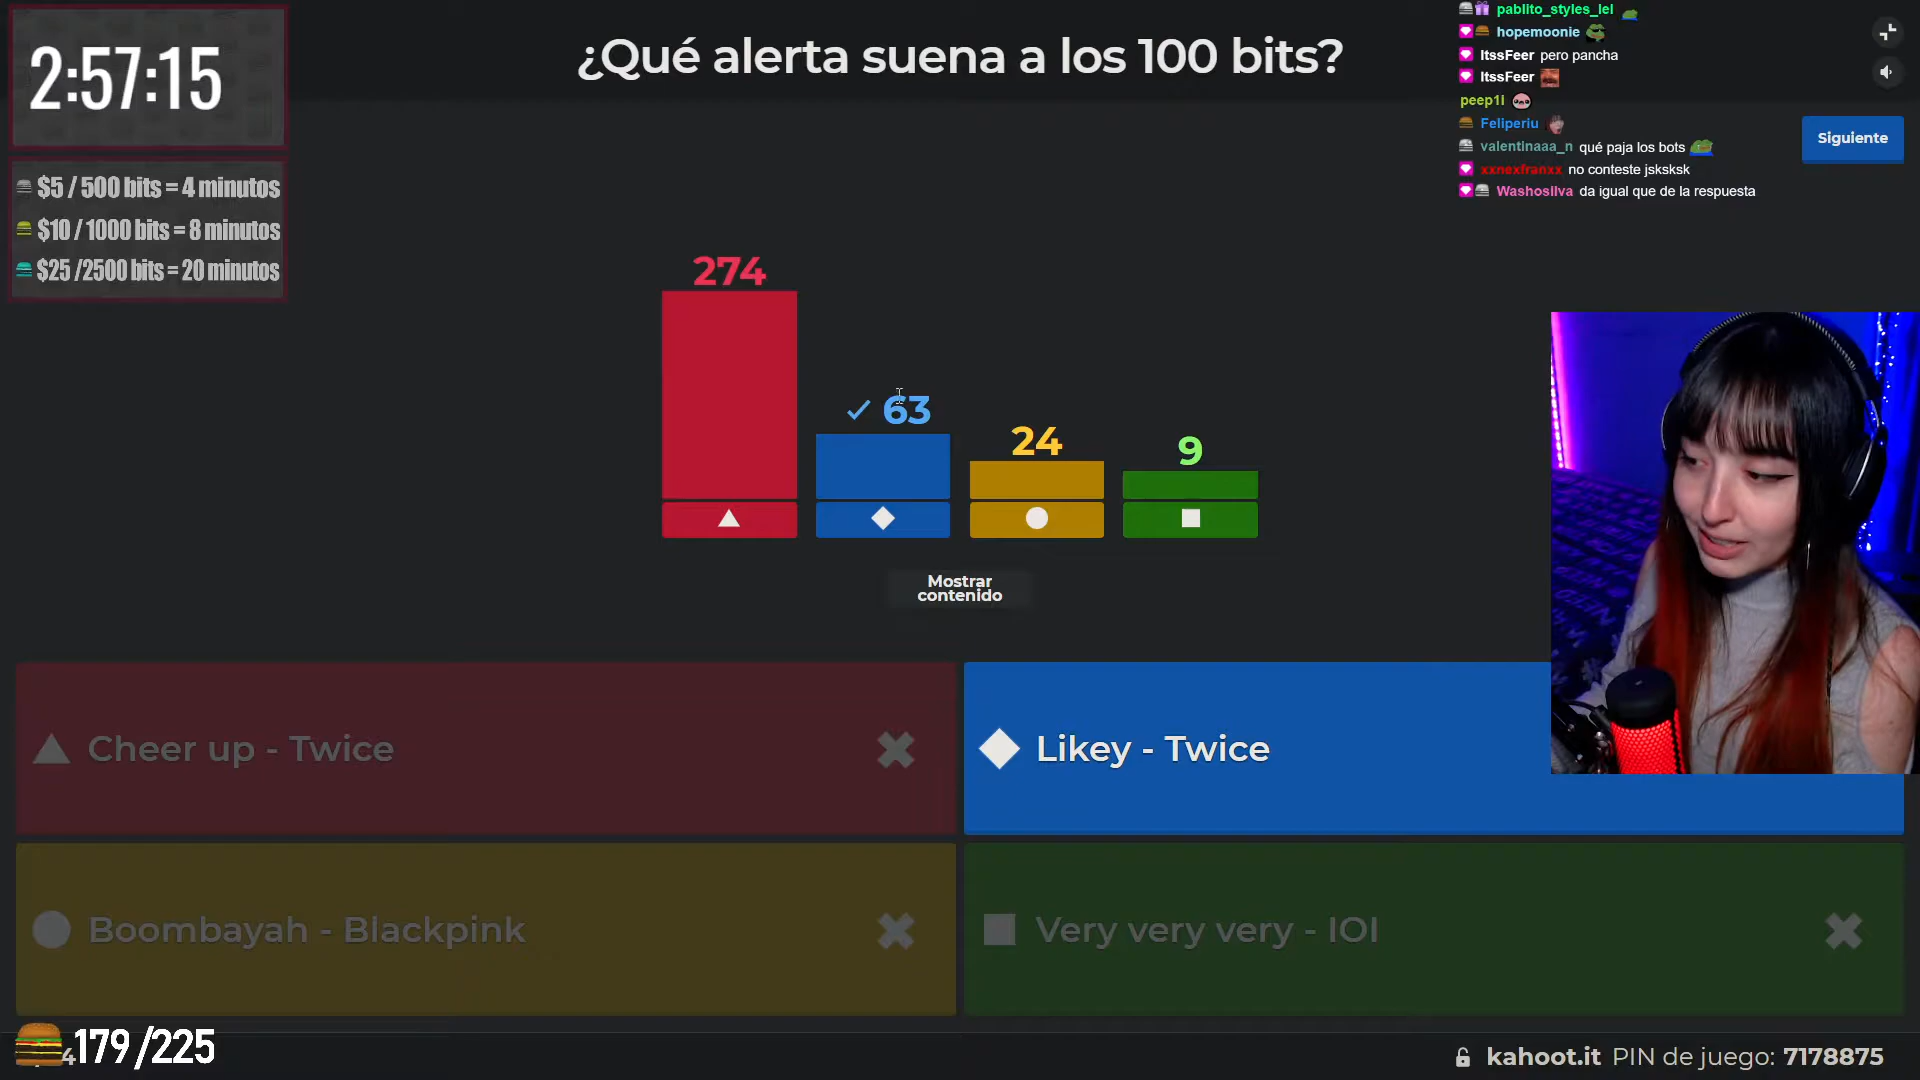 2:57:15
$5 / 500 bits = 4 minutos
$10 / 1000 bits = 8 minutos
$25 /2500 bits = 20 minutos
¿Qué alerta suena a los 100 bits?
pablito_styles_lel
hopemoonie
ItssFeer pero pancha
ItssFeer
peep1i
Feliperiu
valentinaaa_n qué paja los bots
xxnexfranxx no conteste jsksksk
Washosilva da igual que de la respuesta
Siguiente
274
63
24
9
Mostrar
contenido
Cheer up - Twice
Likey - Twice
Boombayah - Blackpink
Very very very - IOI
179/225
kahoot.it PIN de juego: 7178875